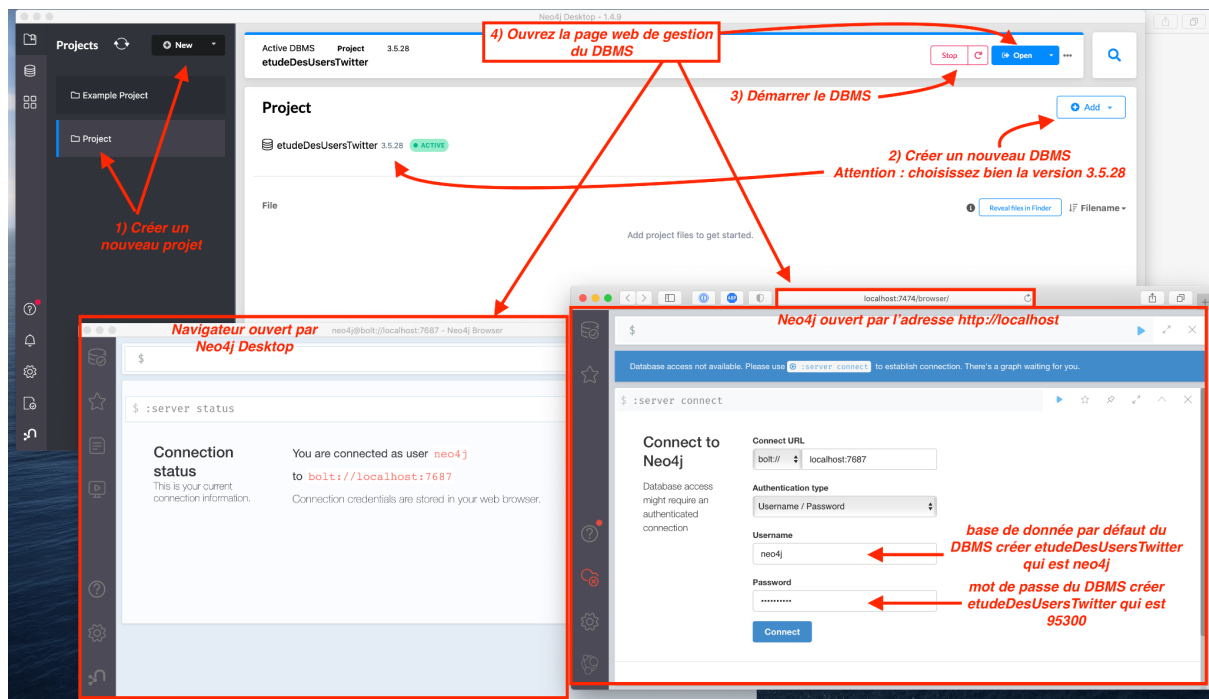 Neo4j Desktop - 1.4.9
Projects
New
Example Project
Project
Active DBMS Project 3.5.28
etudeDesUsersTwitter
4) Ouvrez la page web de gestion
du DBMS
Stop
Open
3) Démarrer le DBMS
Project
Add
etudeDesUsersTwitter 3.5.28 ACTIVE
2) Créer un nouveau DBMS
Attention : choisissez bien la version 3.5.28
1) Créer un
nouveau projet
File
Reveal files in Finder
Filename
Add project files to get started.
Navigateur ouvert par
Neo4j Desktop
neo4j@bolt://localhost:7687 - Neo4j Browser
$
$ :server status
Connection
status
This is your current
connection information.
You are connected as user neo4j
to bolt://localhost:7687
Connection credentials are stored in your web browser.
ABP
localhost:7474/browser/
Neo4j ouvert par l'adresse http://localhost
$
Database access not available. Please use :server connect to establish connection. There's a graph waiting for you.
$ :server connect
Connect to
Neo4j
Database access
might require an
authenticated
connection
Connect URL
bolt:// localhost:7687
Authentication type
Username / Password
Username
neo4j
Password
Connect
base de donnée par défaut du
DBMS créer etudeDesUsersTwitter
qui est neo4j
mot de passe du DBMS créer
etudeDesUsersTwitter qui est
95300